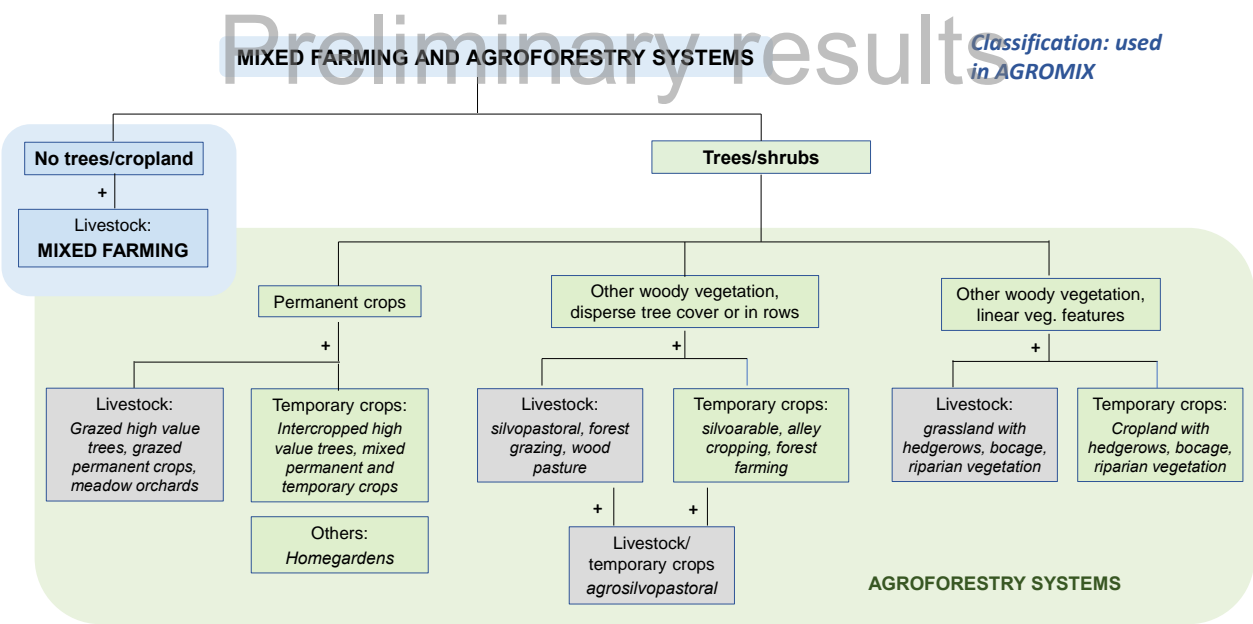 Preliminary results
MIXED FARMING AND AGROFORESTRY SYSTEMS
Classification: used
in AGROMIX
No trees/cropland
+
Livestock:
MIXED FARMING
Trees/shrubs
Permanent crops
+
Other woody vegetation,
disperse tree cover or in rows
+
Other woody vegetation,
linear veg. features
+
Livestock:
Grazed high value
trees, grazed
permanent crops,
meadow orchards
Temporary crops:
Intercropped high
value trees, mixed
permanent and
temporary crops
Others:
Homegardens
Livestock:
silvopastoral, forest
grazing, wood
pasture
Temporary crops:
silvoarable, alley
cropping, forest
farming
+
+
Livestock/
temporary crops
agrosilvopastoral
Livestock:
grassland with
hedgerows, bocage,
riparian vegetation
Temporary crops:
Cropland with
hedgerows, bocage,
riparian vegetation
AGROFORESTRY SYSTEMS